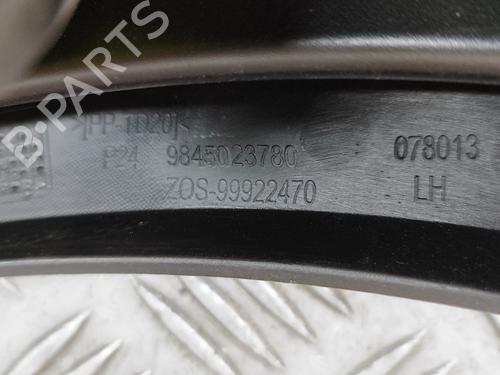 B-PARTS
>PP-TD20<
P24 9845023780 078013
ZOS-99922470 LH